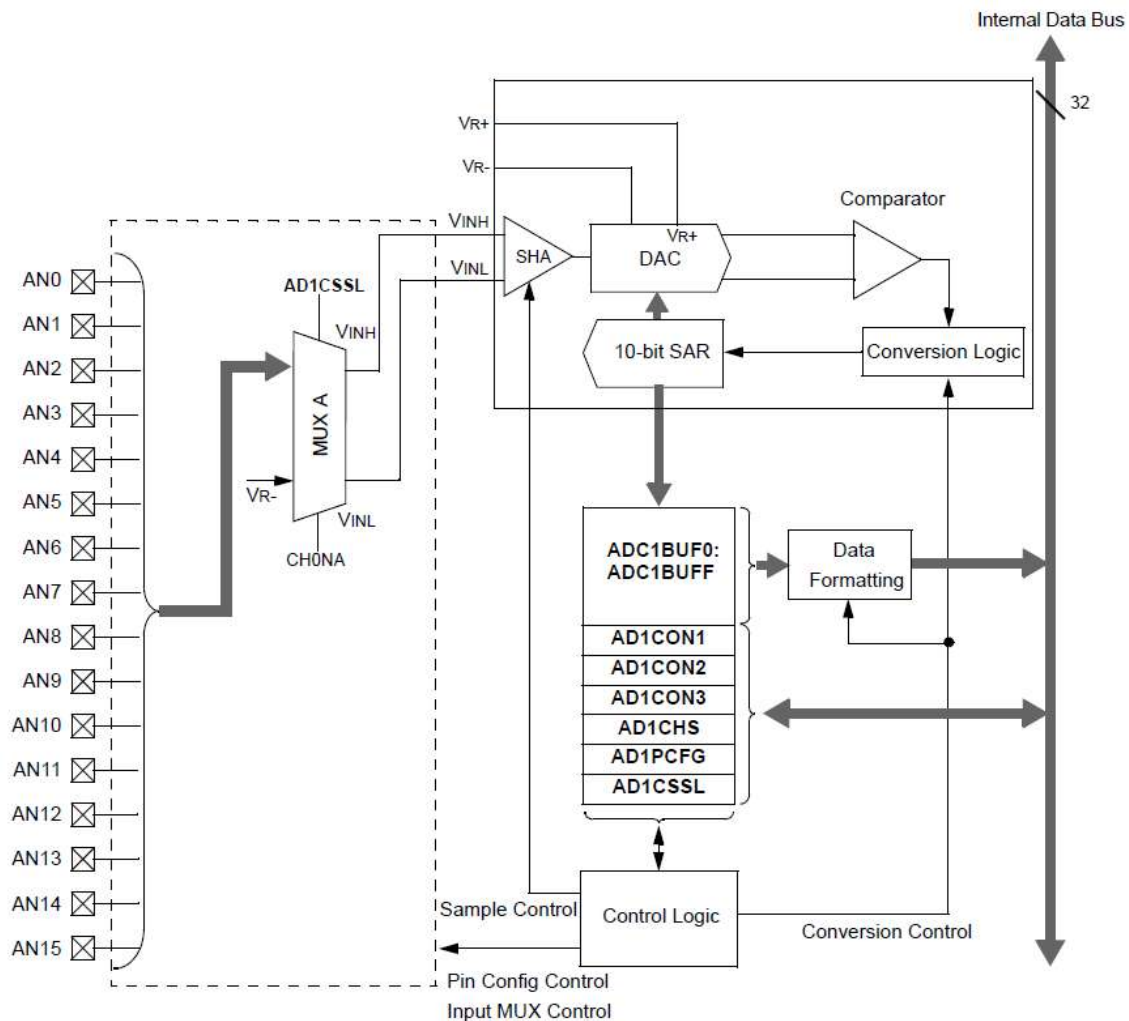 Internal Data Bus
32
VR+
VR-
Comparator
VINH
VR+
SHA
DAC
VINL
AN0
AD1CSSL
AN1
VINH
10-bit SAR
Conversion Logic
AN2
AN3
MUX A
AN4
VR-
AN5
VINL
AN6
CH0NA
ADC1BUF0:
ADC1BUFF
Data
Formatting
AN7
AN8
AD1CON1
AD1CON2
AN9
AD1CON3
AN10
AD1CHS
AN11
AD1PCFG
AD1CSSL
AN12
AN13
AN14
Sample Control
Control Logic
Conversion Control
AN15
Pin Config Control
Input MUX Control